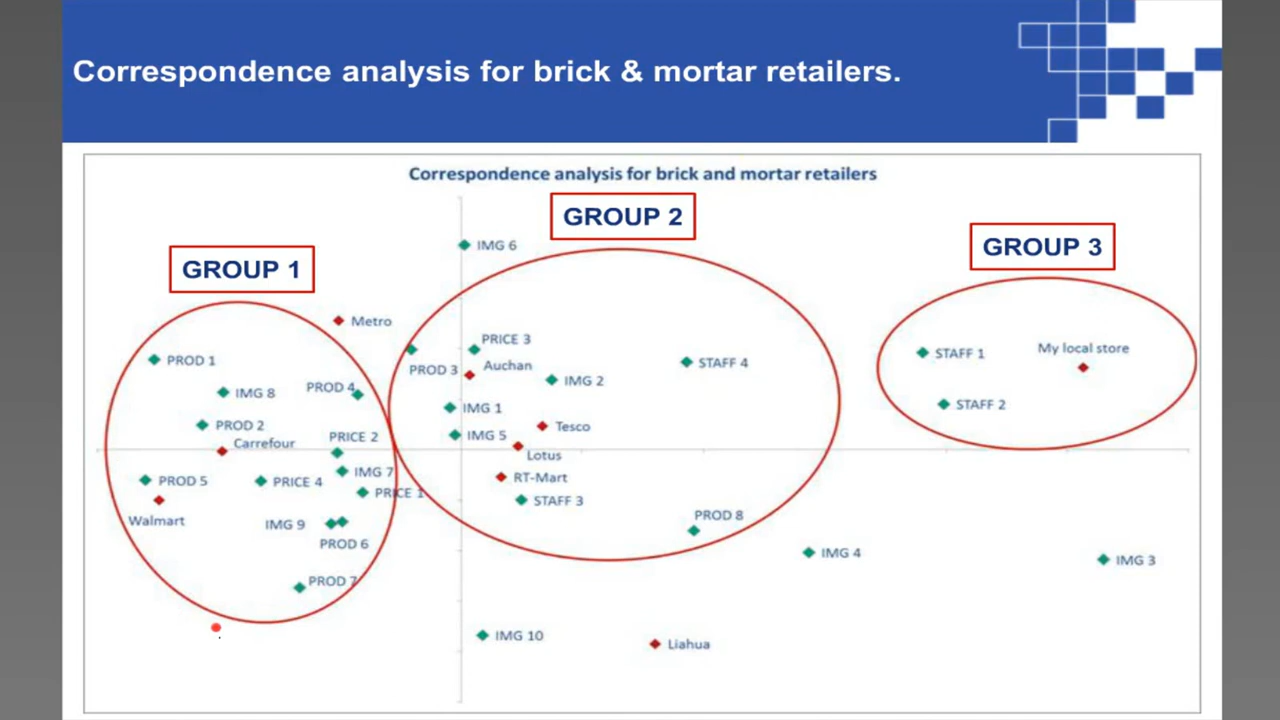 Correspondence analysis for brick & mortar retailers.
Correspondence analysis for brick and mortar retailers
GROUP 1
GROUP 2
GROUP 3
IMG 6
Metro
PROD 1
IMG 8
PROD 4
PROD 2
Carrefour
PRICE 2
PROD 5
PRICE 4
IMG 7
PRICE 1
Walmart
IMG 9
PROD 6
PROD 7
PRICE 3
PROD 3
Auchan
IMG 2
STAFF 4
IMG 1
Tesco
IMG 5
Lotus
RT-Mart
STAFF 3
PROD 8
STAFF 1
My local store
STAFF 2
IMG 4
IMG 3
IMG 10
Liahua